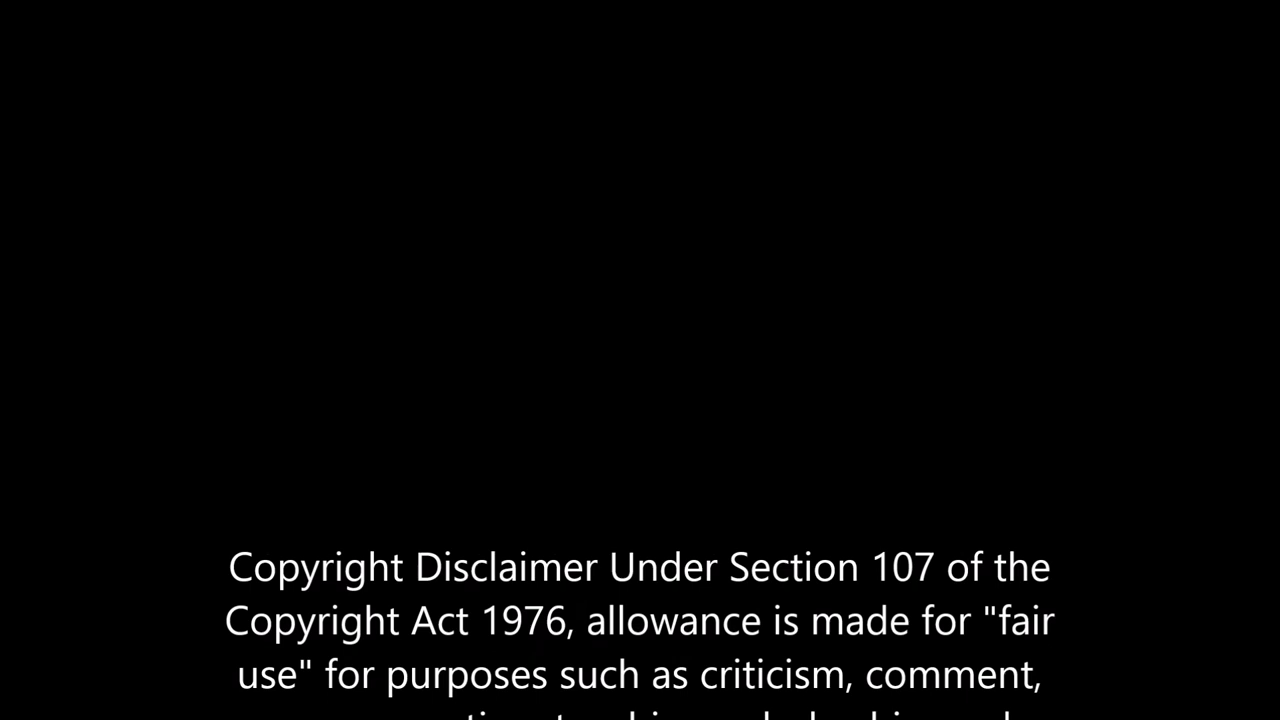 Copyright Disclaimer Under Section 107 of the
Copyright Act 1976, allowance is made for "fair
use" for purposes such as criticism, comment,